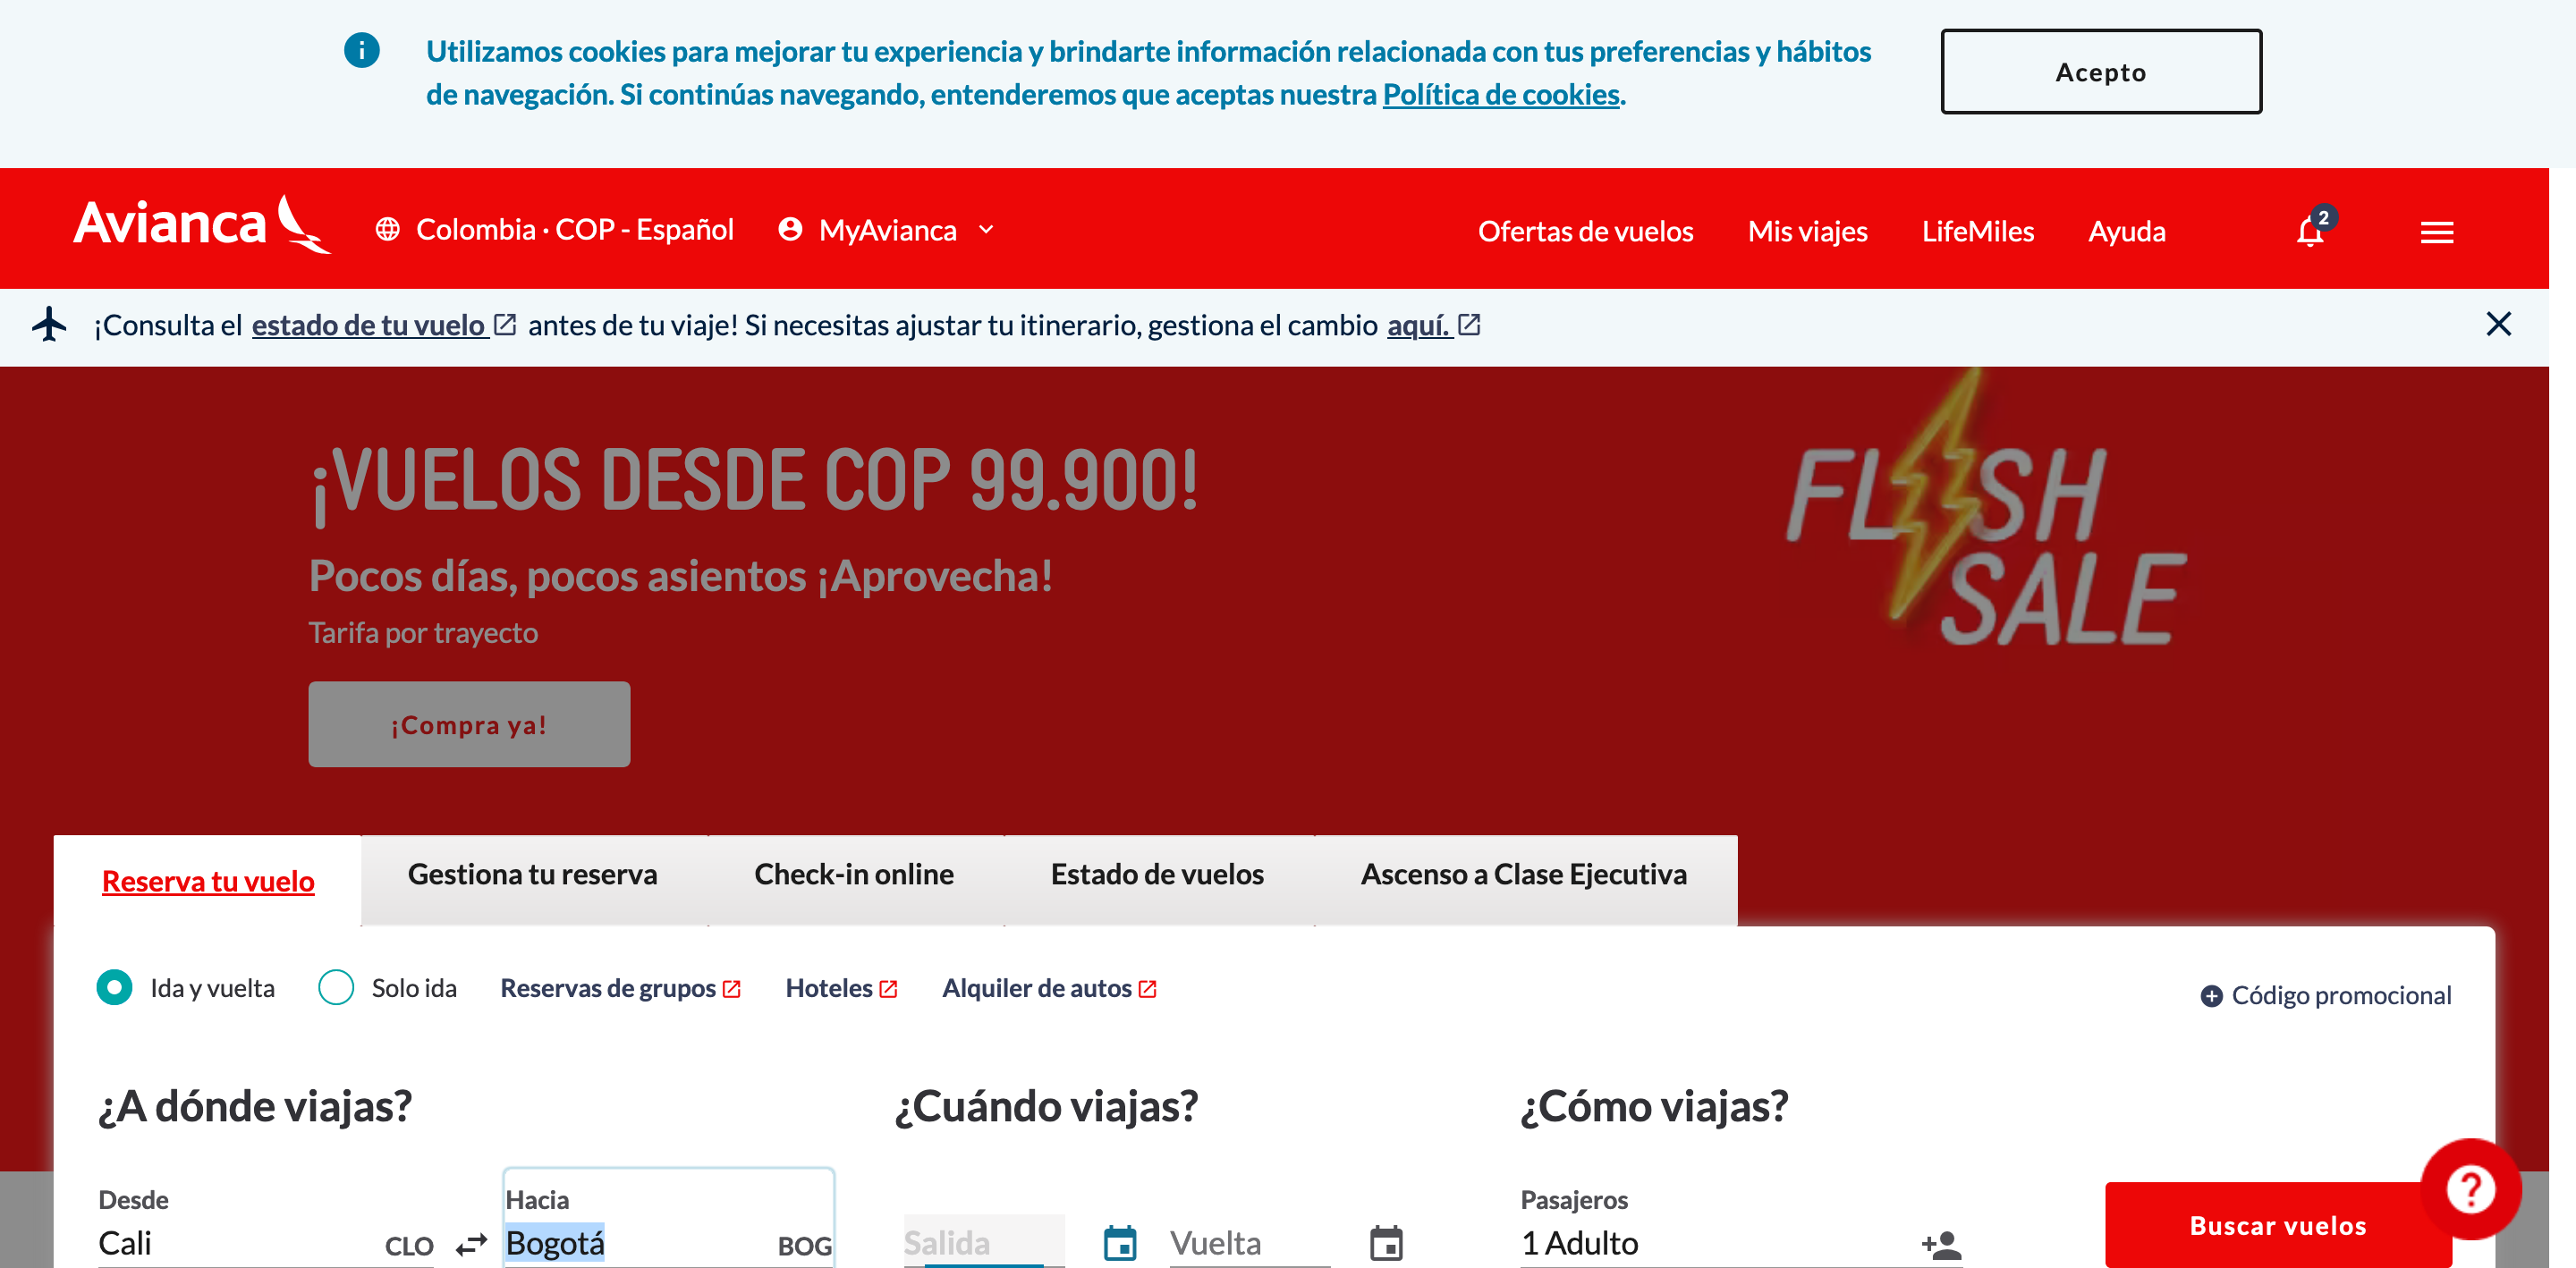 Utilizamos cookies para mejorar tu experiencia y brindarte información relacionada con tus preferencias y hábitos
de navegación. Si continúas navegando, entenderemos que aceptas nuestra Política de cookies.
Acepto
Avianca
Colombia · COP - Español
MyAvianca
Ofertas de vuelos
Mis viajes
LifeMiles
Ayuda
2
¡Consulta el estado de tu vuelo antes de tu viaje! Si necesitas ajustar tu itinerario, gestiona el cambio aquí.
¡VUELOS DESDE COP 99.900!
Pocos días, pocos asientos ¡Aprovecha!
Tarifa por trayecto
¡Compra ya!
FLASH
SALE
Reserva tu vuelo
Gestiona tu reserva
Check-in online
Estado de vuelos
Ascenso a Clase Ejecutiva
Ida y vuelta
Solo ida
Reservas de grupos
Hoteles
Alquiler de autos
Código promocional
¿A dónde viajas?
¿Cuándo viajas?
¿Cómo viajas?
Desde
Cali CLO
Hacia
Bogotá BOG
Salida
Vuelta
Pasajeros
1 Adulto
Buscar vuelos